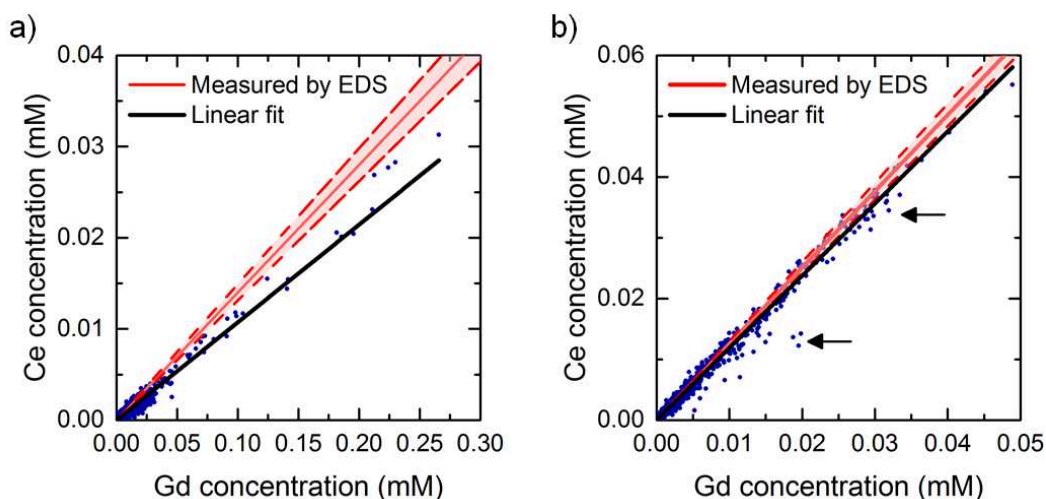 a)
0.04
0.03
0.02
0.01
0.00
Ce concentration (mM)
Measured by EDS
Linear fit
0.00 0.05 0.10 0.15 0.20 0.25 0.30
Gd concentration (mM)
b)
0.06
0.04
0.02
0.00
Ce concentration (mM)
Measured by EDS
Linear fit
0.00 0.01 0.02 0.03 0.04 0.05
Gd concentration (mM)